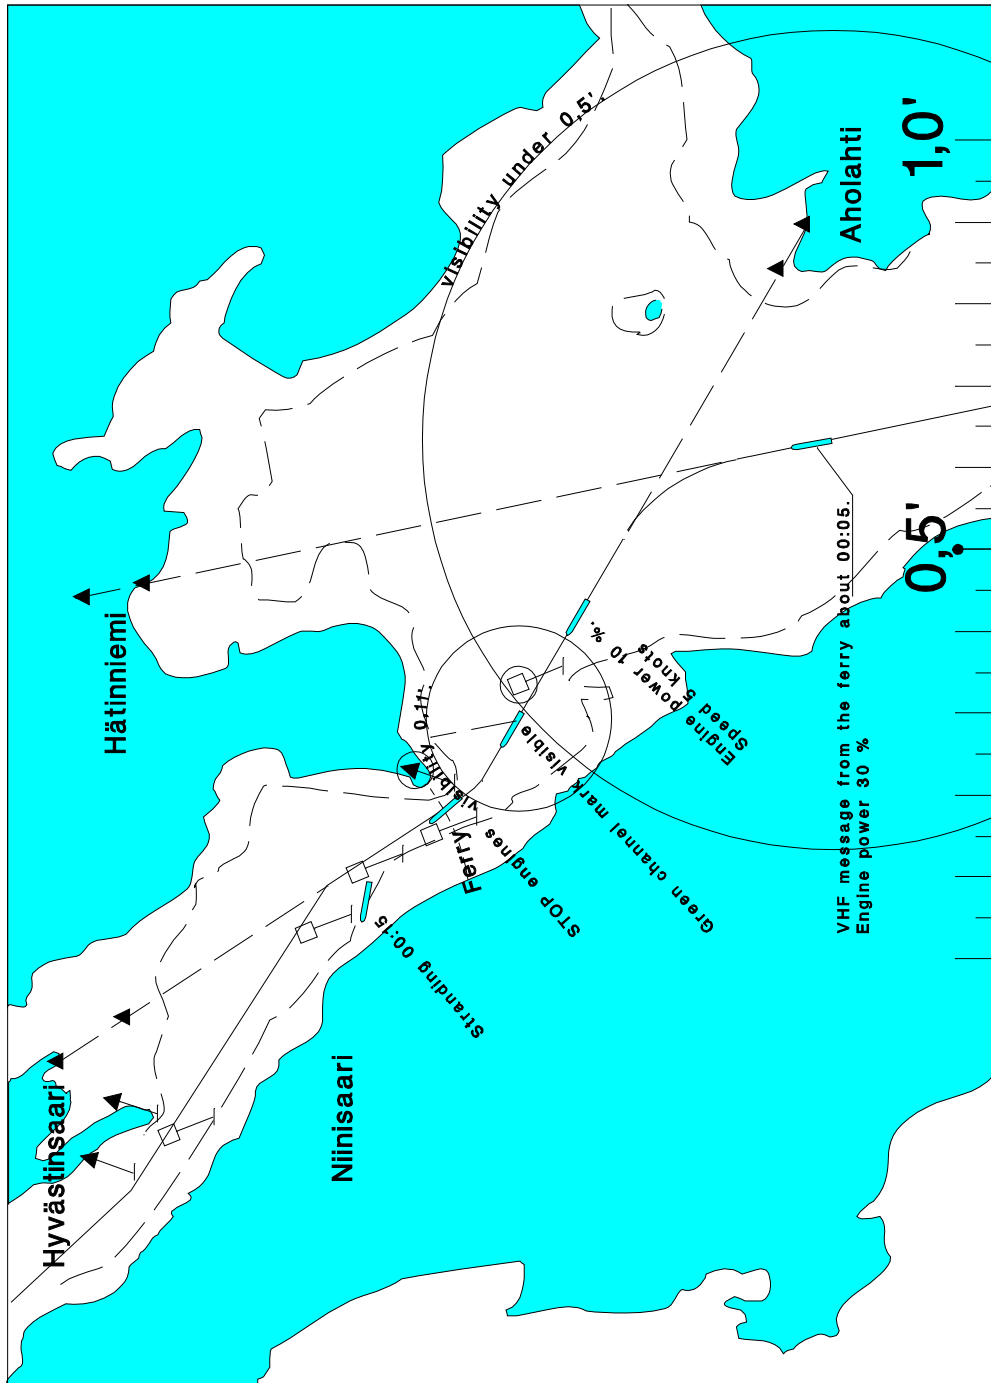 visibility under 0,5'.
1,0'
Aholahti
0,5'
Hätinniemi
visibility 0,11'.
Engine power 10 %.
Speed 5 knots
VHF message from the ferry about 00:05.
Engine power 30 %
Green channel mark visible
Ferry
STOP engines
Stranding 00:15
Hyvästinsaari
Niinisaari